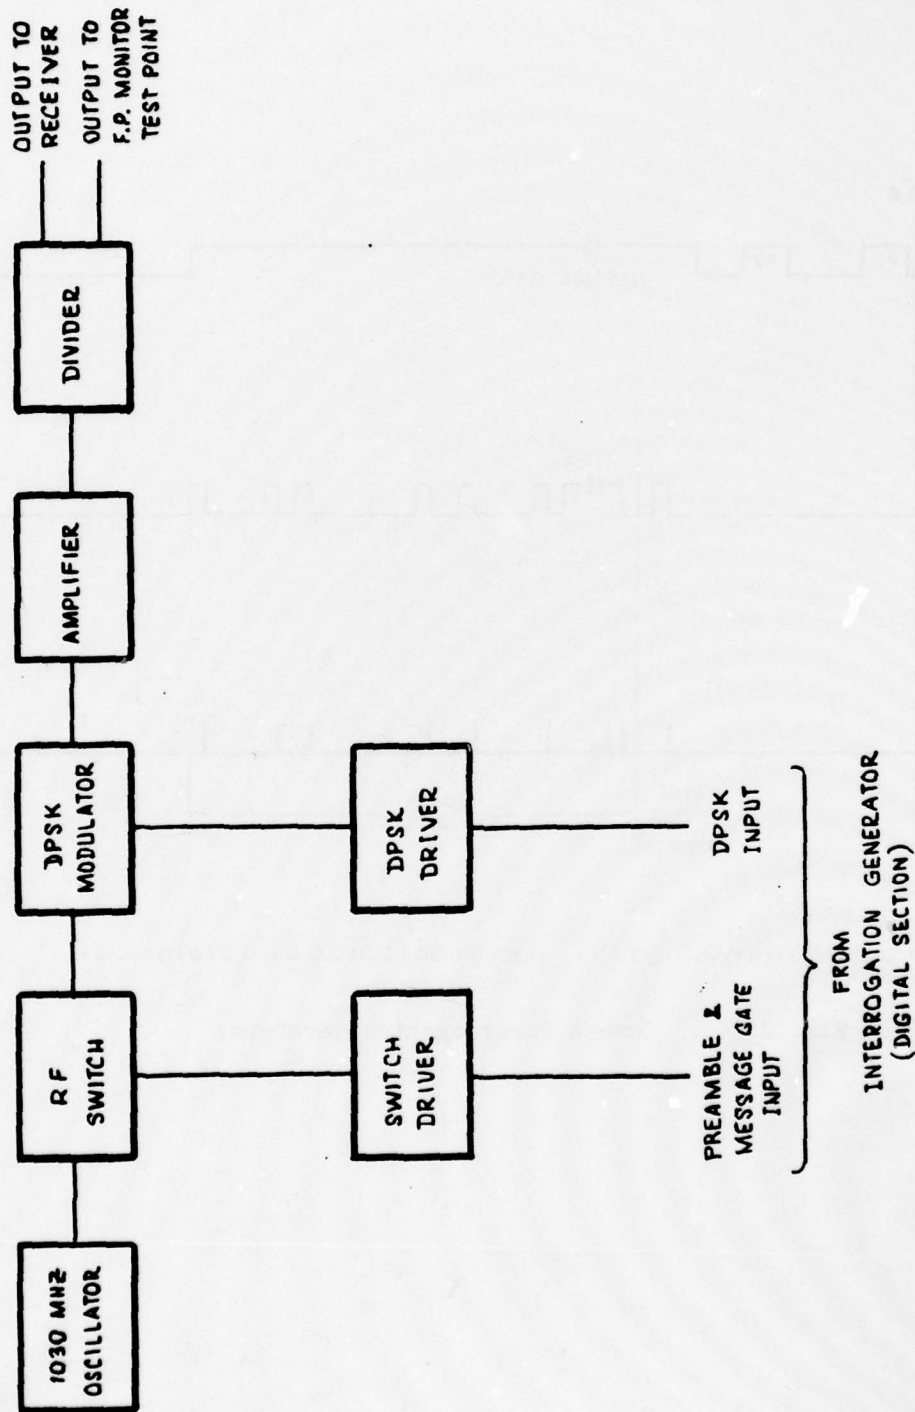 1030 MHZ
OSCILLATOR
RF
SWITCH
DPSK
MODULATOR
AMPLIFIER
DIVIDER
OUTPUT TO
RECEIVER
OUTPUT TO
F.P. MONITOR
TEST POINT
SWITCH
DRIVER
DPSK
DRIVER
PREAMBLE &
MESSAGE GATE
INPUT
DPSK
INPUT
FROM
INTERROGATION GENERATOR
(DIGITAL SECTION)